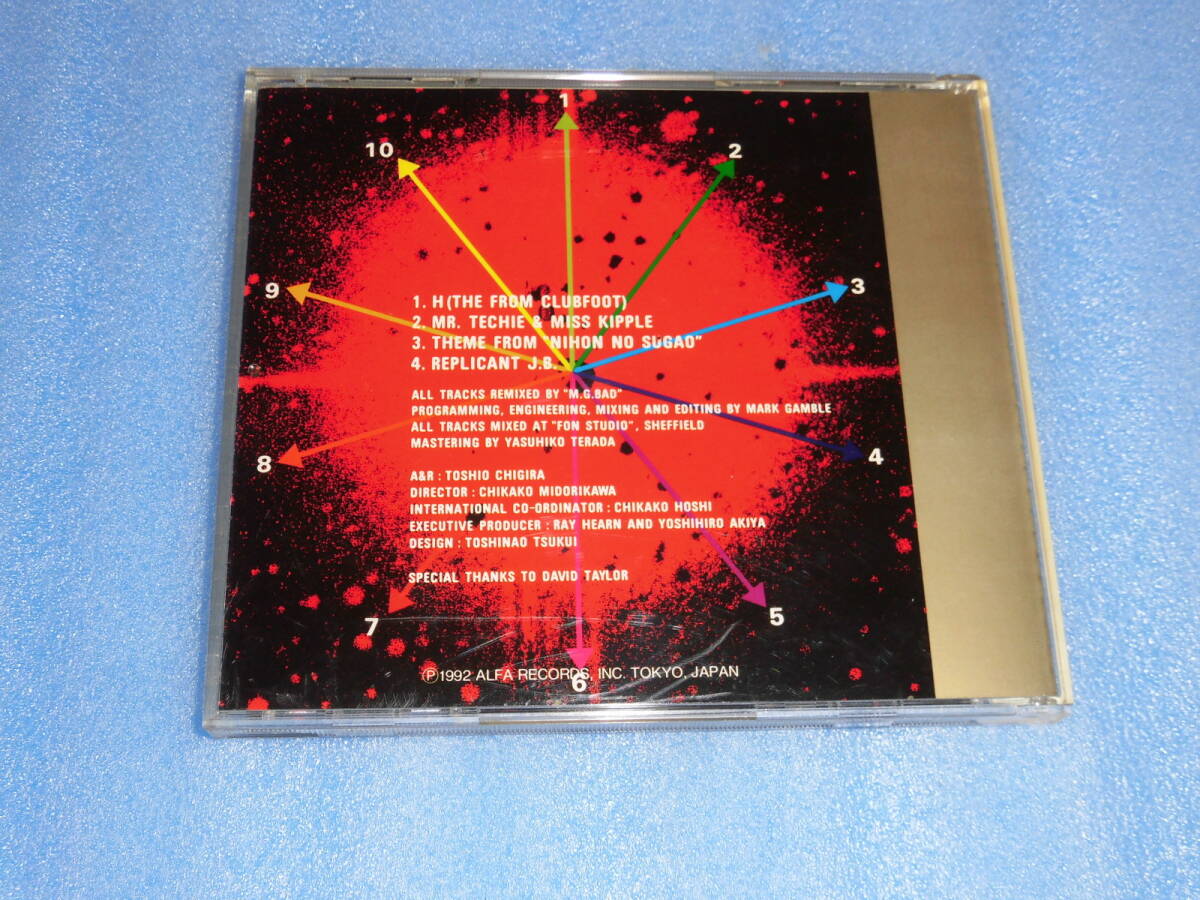 1
2
3
4
5
6
7
8
9
10
1. H (THE FROM CLUBFOOT)
2. MR. TECHIE & MISS KIPPLE
3. THEME FROM "NIHON NO SUGAO"
4. REPLICANT J.B.
ALL TRACKS REMIXED BY "M.G.BAD"
PROGRAMMING, ENGINEERING, MIXING AND EDITING BY MARK GAMBLE
ALL TRACKS MIXED AT "FON STUDIO", SHEFFIELD
MASTERING BY YASUHIKO TERADA
A&R : TOSHIO CHIGIRA
DIRECTOR : CHIKAKO MIDORIKAWA
INTERNATIONAL CO-ORDINATOR : CHIKAKO HOSHI
EXECUTIVE PRODUCER : RAY HEARN AND YOSHIHIRO AKIYA
DESIGN : TOSHINAO TSUKUI
SPECIAL THANKS TO DAVID TAYLOR
Ⓟ1992 ALFA RECORDS, INC. TOKYO, JAPAN